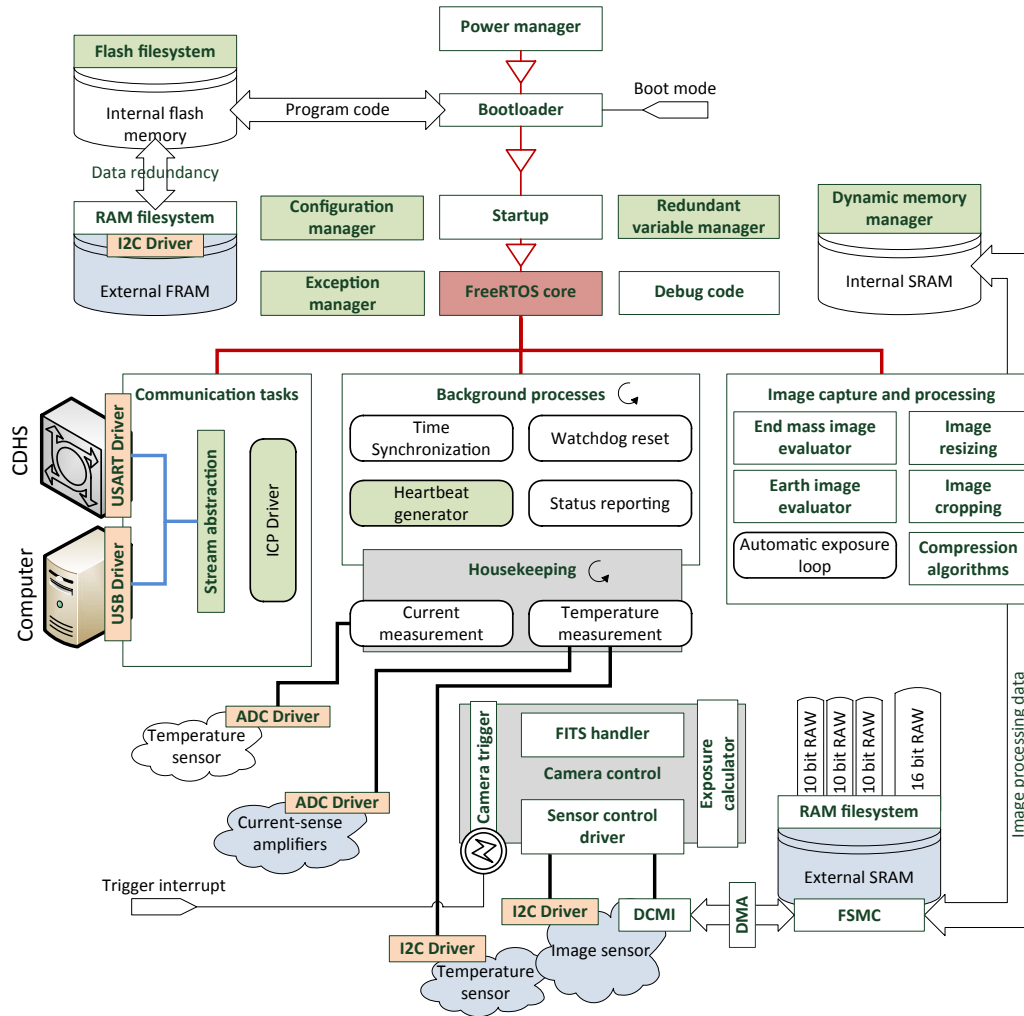 Power manager
Flash filesystem
Internal flash
memory
Program code
Bootloader
Boot mode
Data redundancy
RAM filesystem
I2C Driver
External FRAM
Configuration
manager
Startup
Redundant
variable manager
Dynamic memory
manager
Internal SRAM
Exception
manager
FreeRTOS core
Debug code
Communication tasks
CDHS
USART Driver
Computer
USB Driver
Stream abstraction
ICP Driver
Background processes
Time
Synchronization
Watchdog reset
Heartbeat
generator
Status reporting
Housekeeping
Current
measurement
Temperature
measurement
Image capture and processing
End mass image
evaluator
Image
resizing
Earth image
evaluator
Image
cropping
Automatic exposure
loop
Compression
algorithms
ADC Driver
Temperature
sensor
ADC Driver
Current-sense
amplifiers
Trigger interrupt
Camera trigger
FITS handler
Camera control
Sensor control
driver
Exposure
calculator
10 bit RAW
10 bit RAW
10 bit RAW
16 bit RAW
RAM filesystem
External SRAM
FSMC
Image processing data
I2C Driver
DCMI
DMA
Image sensor
I2C Driver
Temperature
sensor